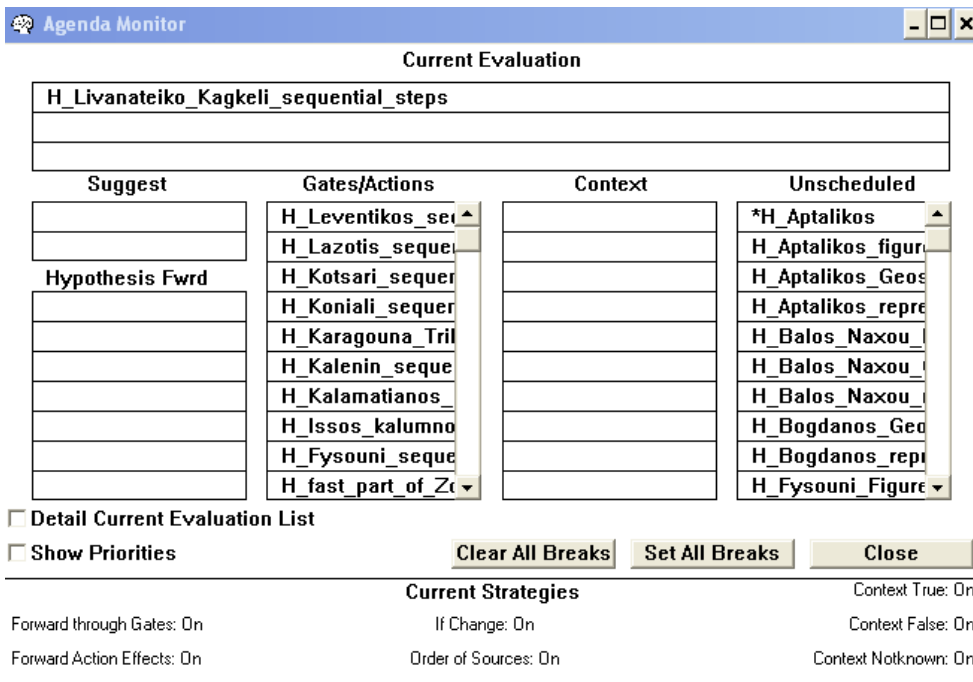 Agenda Monitor
Current Evaluation
H_Livanateiko_Kagkeli_sequential_steps
Suggest
Hypothesis Fwrd
Gates/Actions
H_Leventikos_se
H_Lazotis_seque
H_Kotsari_sequer
H_Koniali_sequer
H_Karagouna_Tril
H_Kalenin_seque
H_Kalamatianos_
H_Issos_kalumno
H_Fysouni_seque
H_fast_part_of_Zo
Context
Unscheduled
*H_Aptalikos
H_Aptalikos_figur
H_Aptalikos_Geos
H_Aptalikos_repre
H_Balos_Naxou_
H_Balos_Naxou_
H_Balos_Naxou_
H_Bogdanos_Geo
H_Bogdanos_repr
H_Fysouni_Figure
Detail Current Evaluation List
Show Priorities
Clear All Breaks
Set All Breaks
Close
Current Strategies
Context True: On
Forward through Gates: On
If Change: On
Context False: On
Forward Action Effects: On
Order of Sources: On
Context Notknown: On